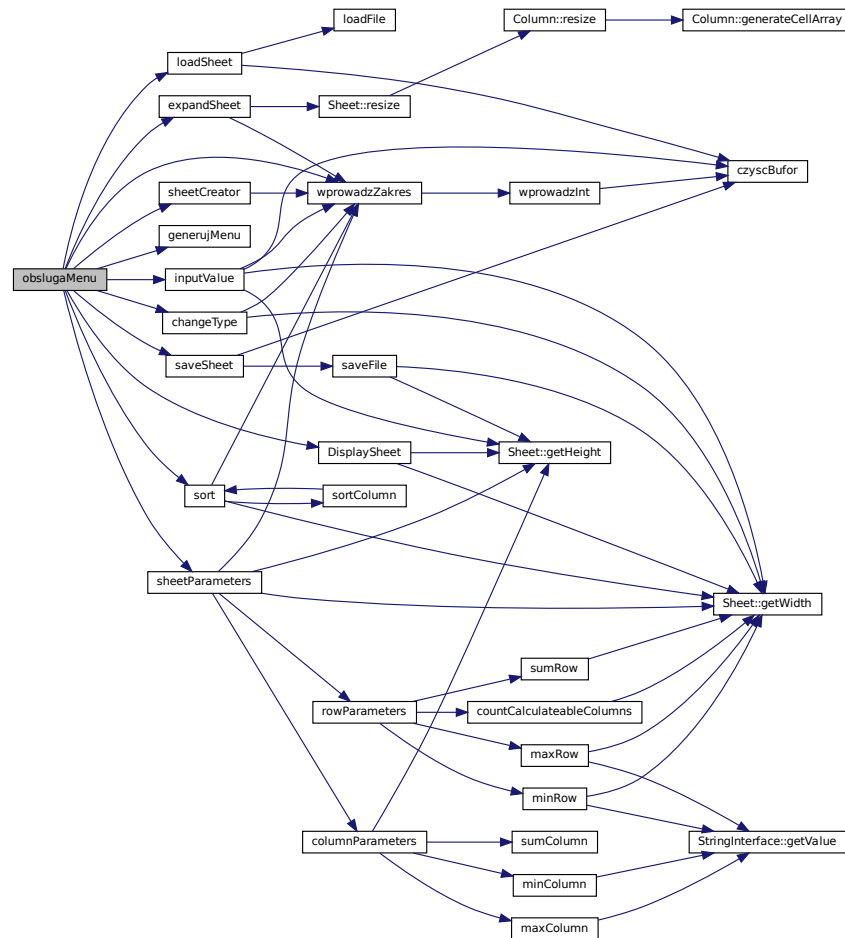 loadFile
Column::resize
Column::generateCellArray
loadSheet
expandSheet
Sheet::resize
czyscBufor
sheetCreator
wprowadzZakres
wprowadzInt
generujMenu
obslugaMenu
inputValue
changeType
saveSheet
saveFile
DisplaySheet
Sheet::getHeight
sort
sortColumn
sheetParameters
Sheet::getWidth
sumRow
rowParameters
countCalculateableColumns
maxRow
minRow
columnParameters
sumColumn
StringInterface::getValue
minColumn
maxColumn